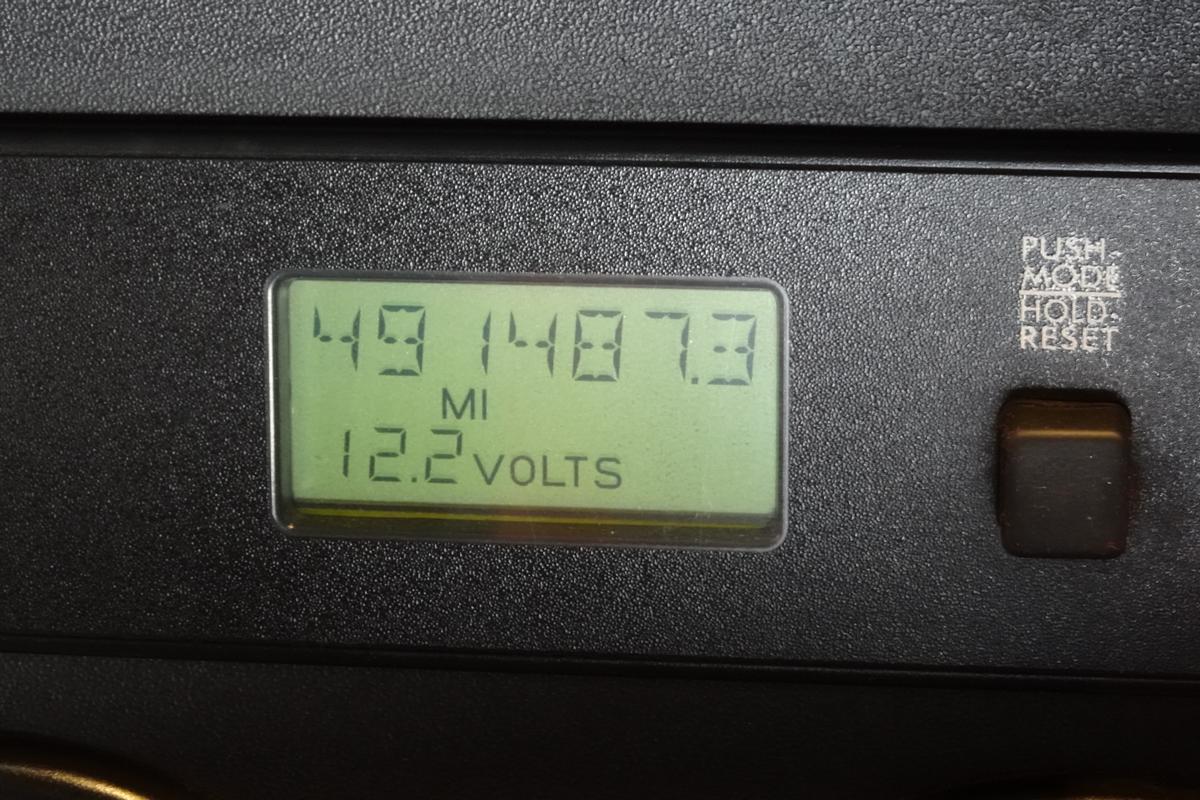 491487.3
MI
12.2 VOLTS
PUSH-
MODE
HOLD-
RESET